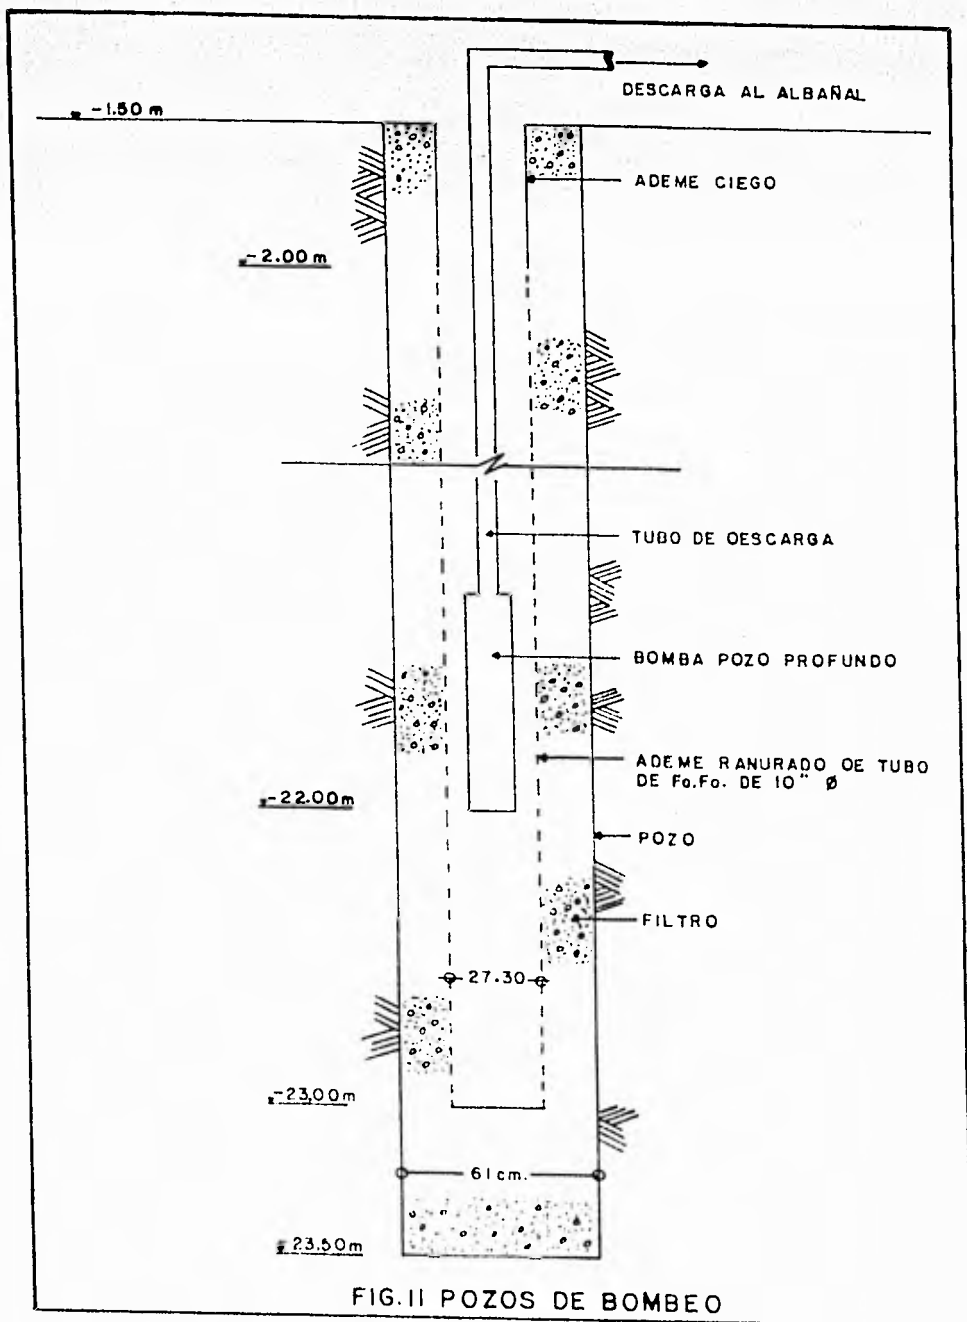 DESCARGA AL ALBAÑAL
-1.50 m
ADEME CIEGO
-2.00 m
TUBO DE DESCARGA
BOMBA POZO PROFUNDO
ADEME RANURADO DE TUBO
DE Fo.Fo. DE 10" Ø
-22.00m
POZO
FILTRO
27.30
-23.00m
61 cm.
-23.50m
FIG.11 POZOS DE BOMBEO